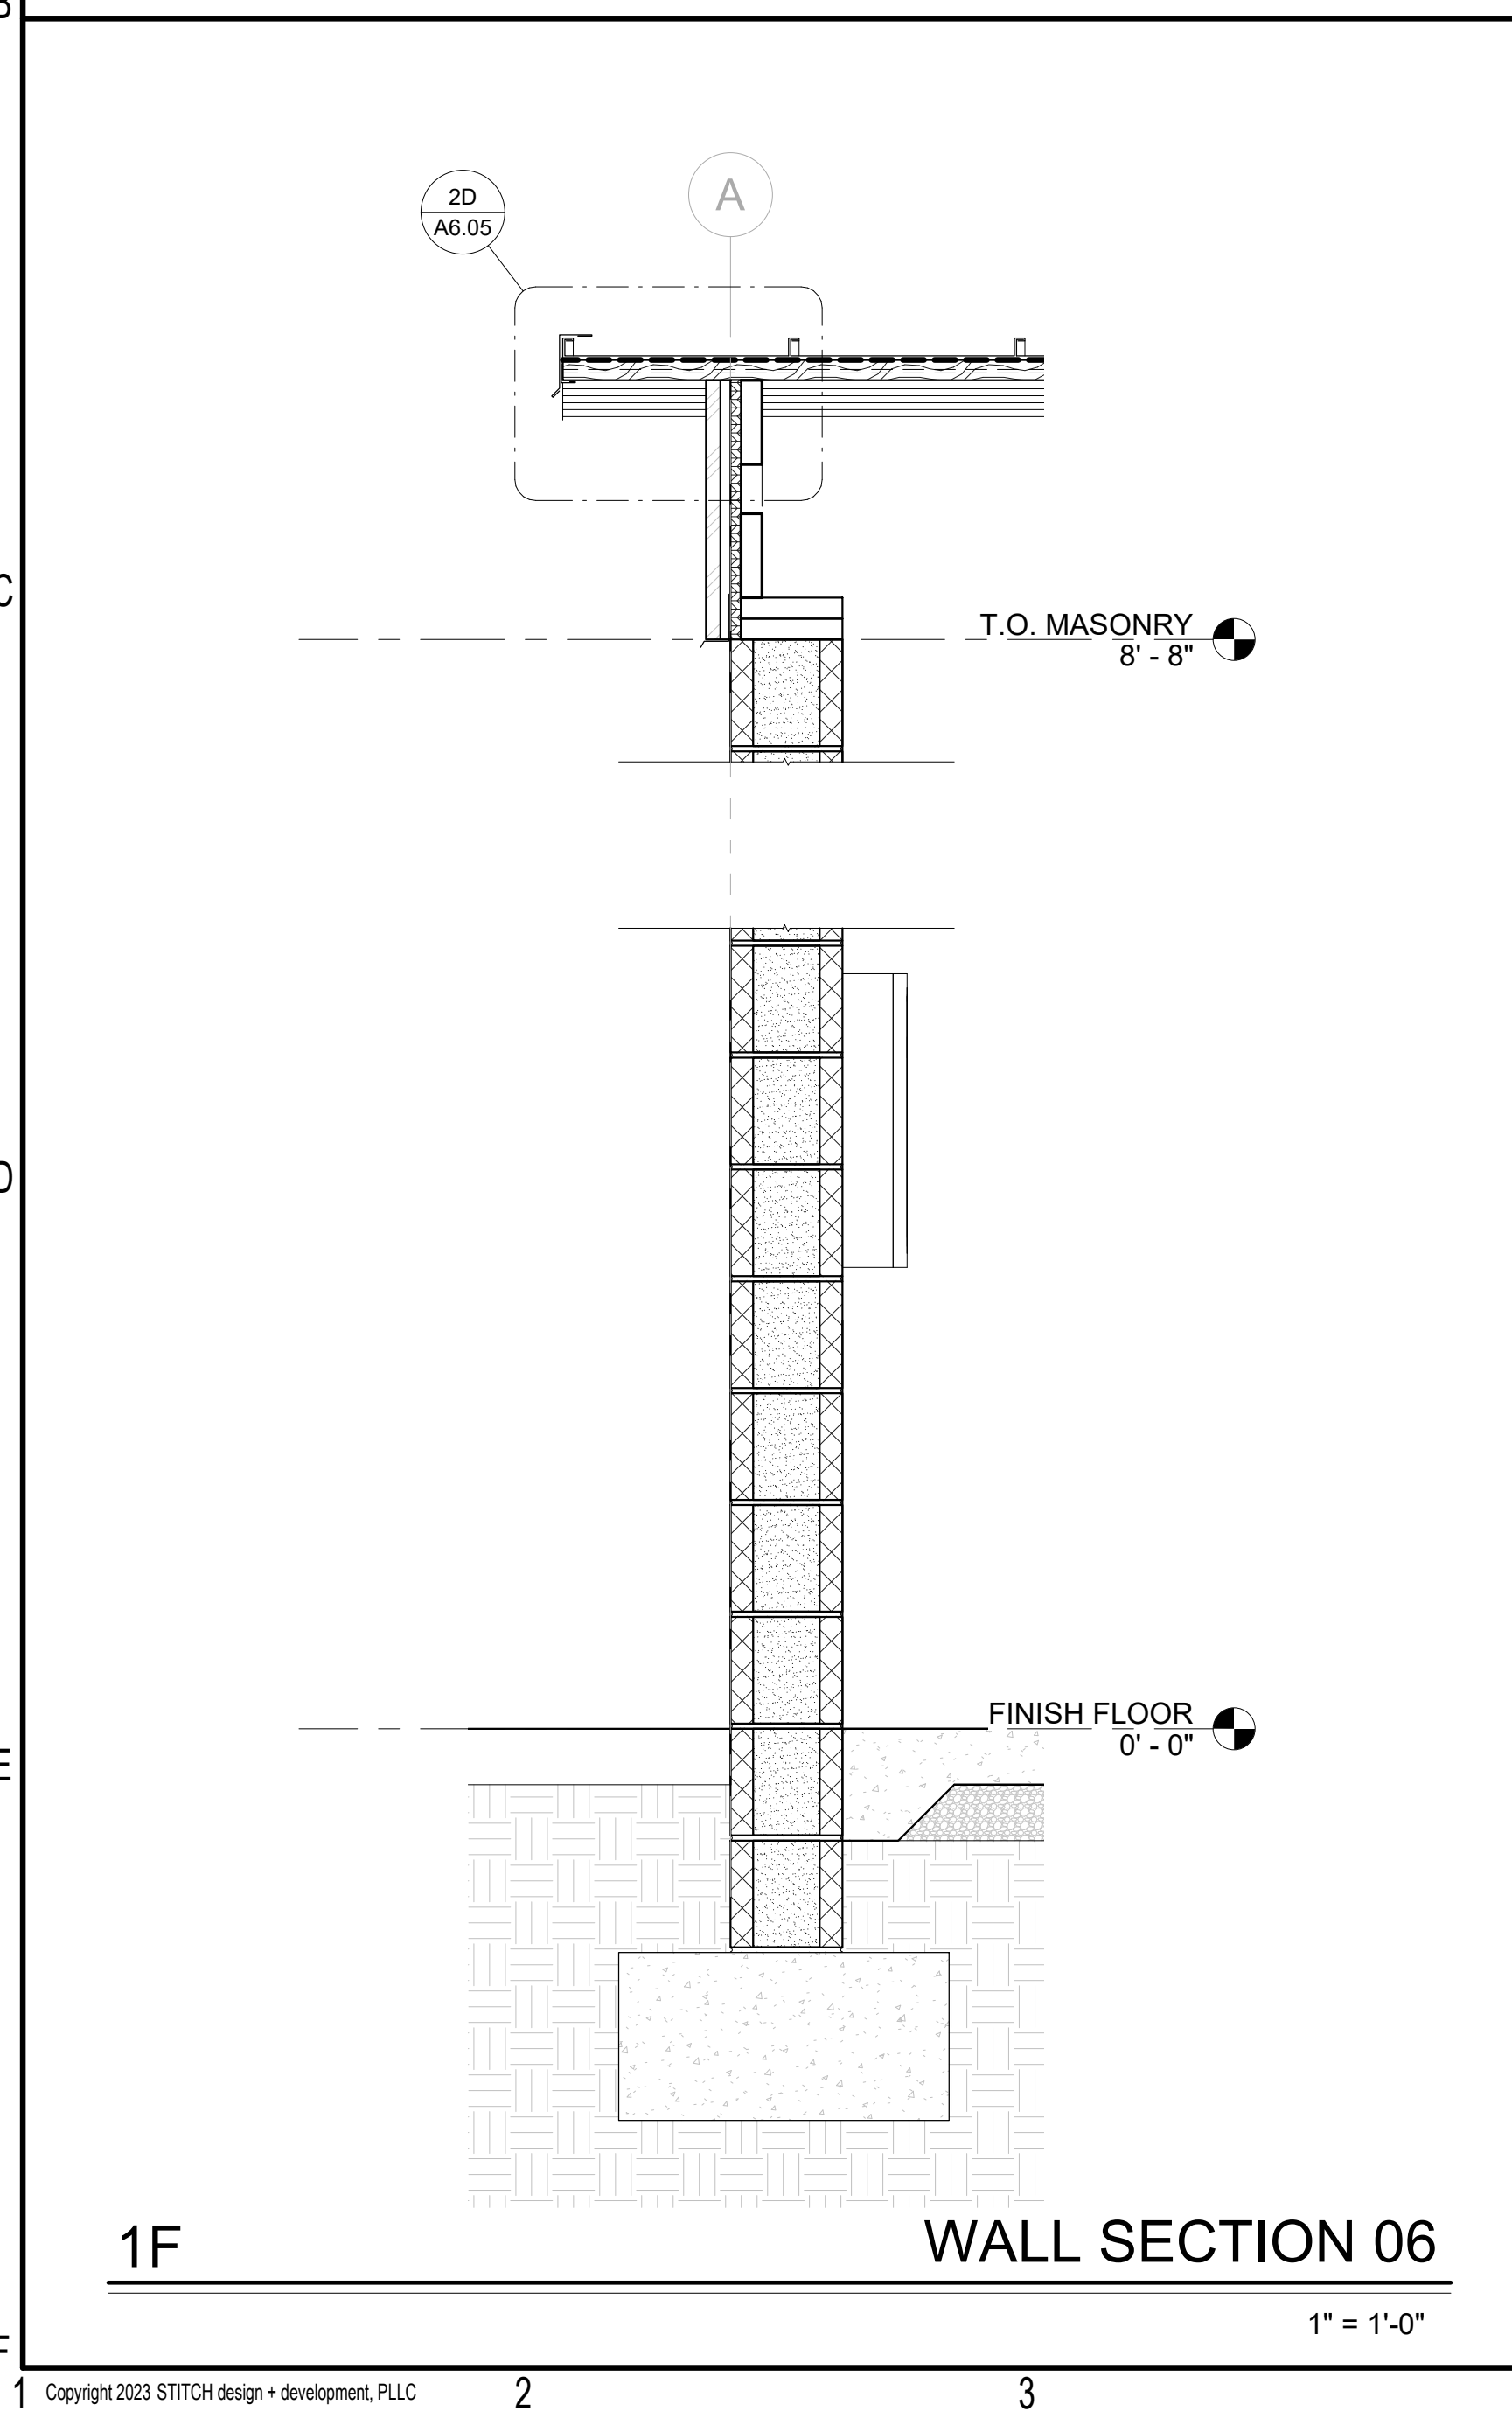 2D
A6.05
A
C
T.O. MASONRY
8' - 8"
D
FINISH FLOOR
0' - 0"
E
1F
WALL SECTION 06
1" = 1'-0"
1
Copyright 2023 STITCH design + development, PLLC
2
3